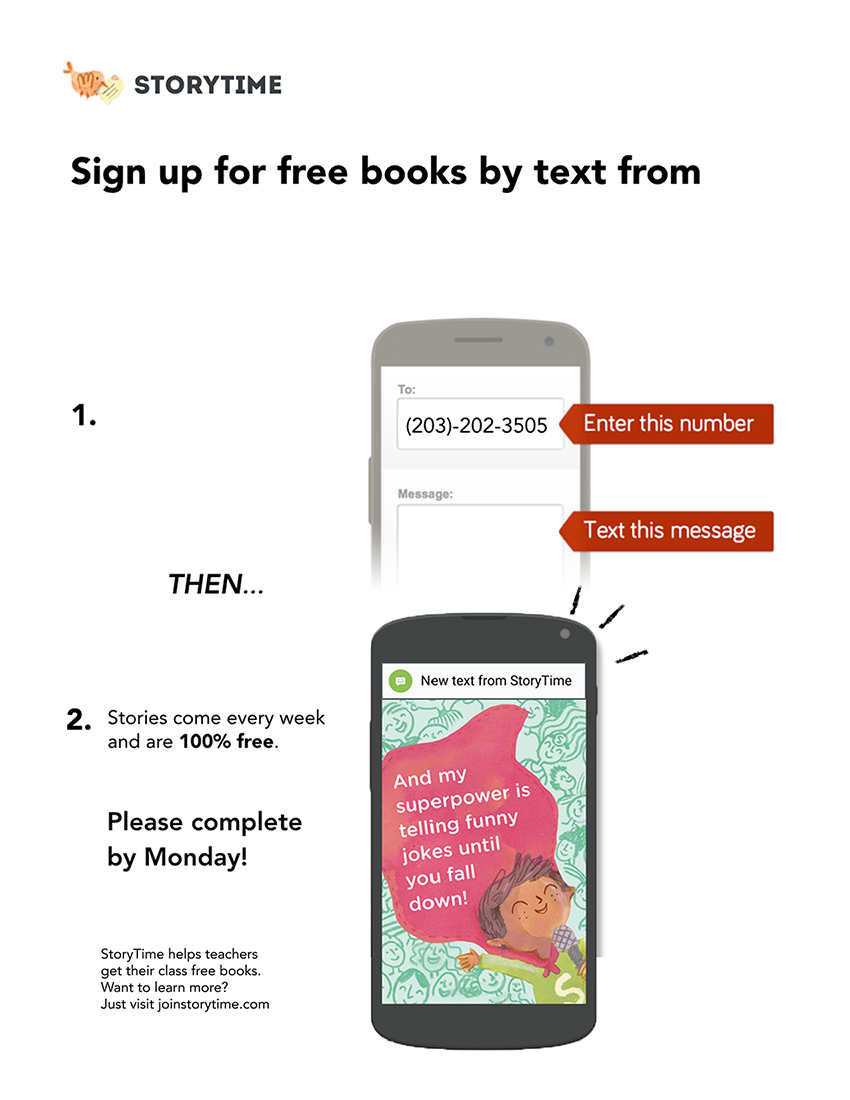 STORYTIME
Sign up for free books by text from
1.
To:
(203)-202-3505
Enter this number
Message:
Text this message
THEN...
New text from StoryTime
2. Stories come every week
and are 100% free.
And my
superpower is
telling funny
jokes until
you fall
down!
Please complete
by Monday!
S
StoryTime helps teachers
get their class free books.
Want to learn more?
Just visit joinstorytime.com